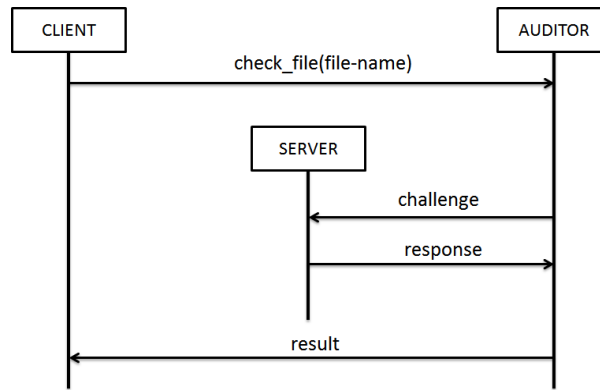 CLIENT
AUDITOR
check_file(file-name)
SERVER
challenge
response
result